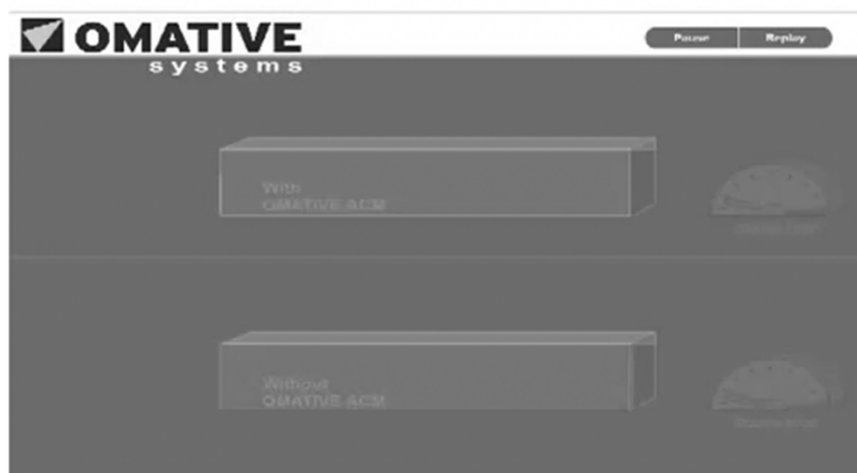 OMATIVE
systems
Pause
Replay
With
OMATIVE ACM
Without
OMATIVE ACM